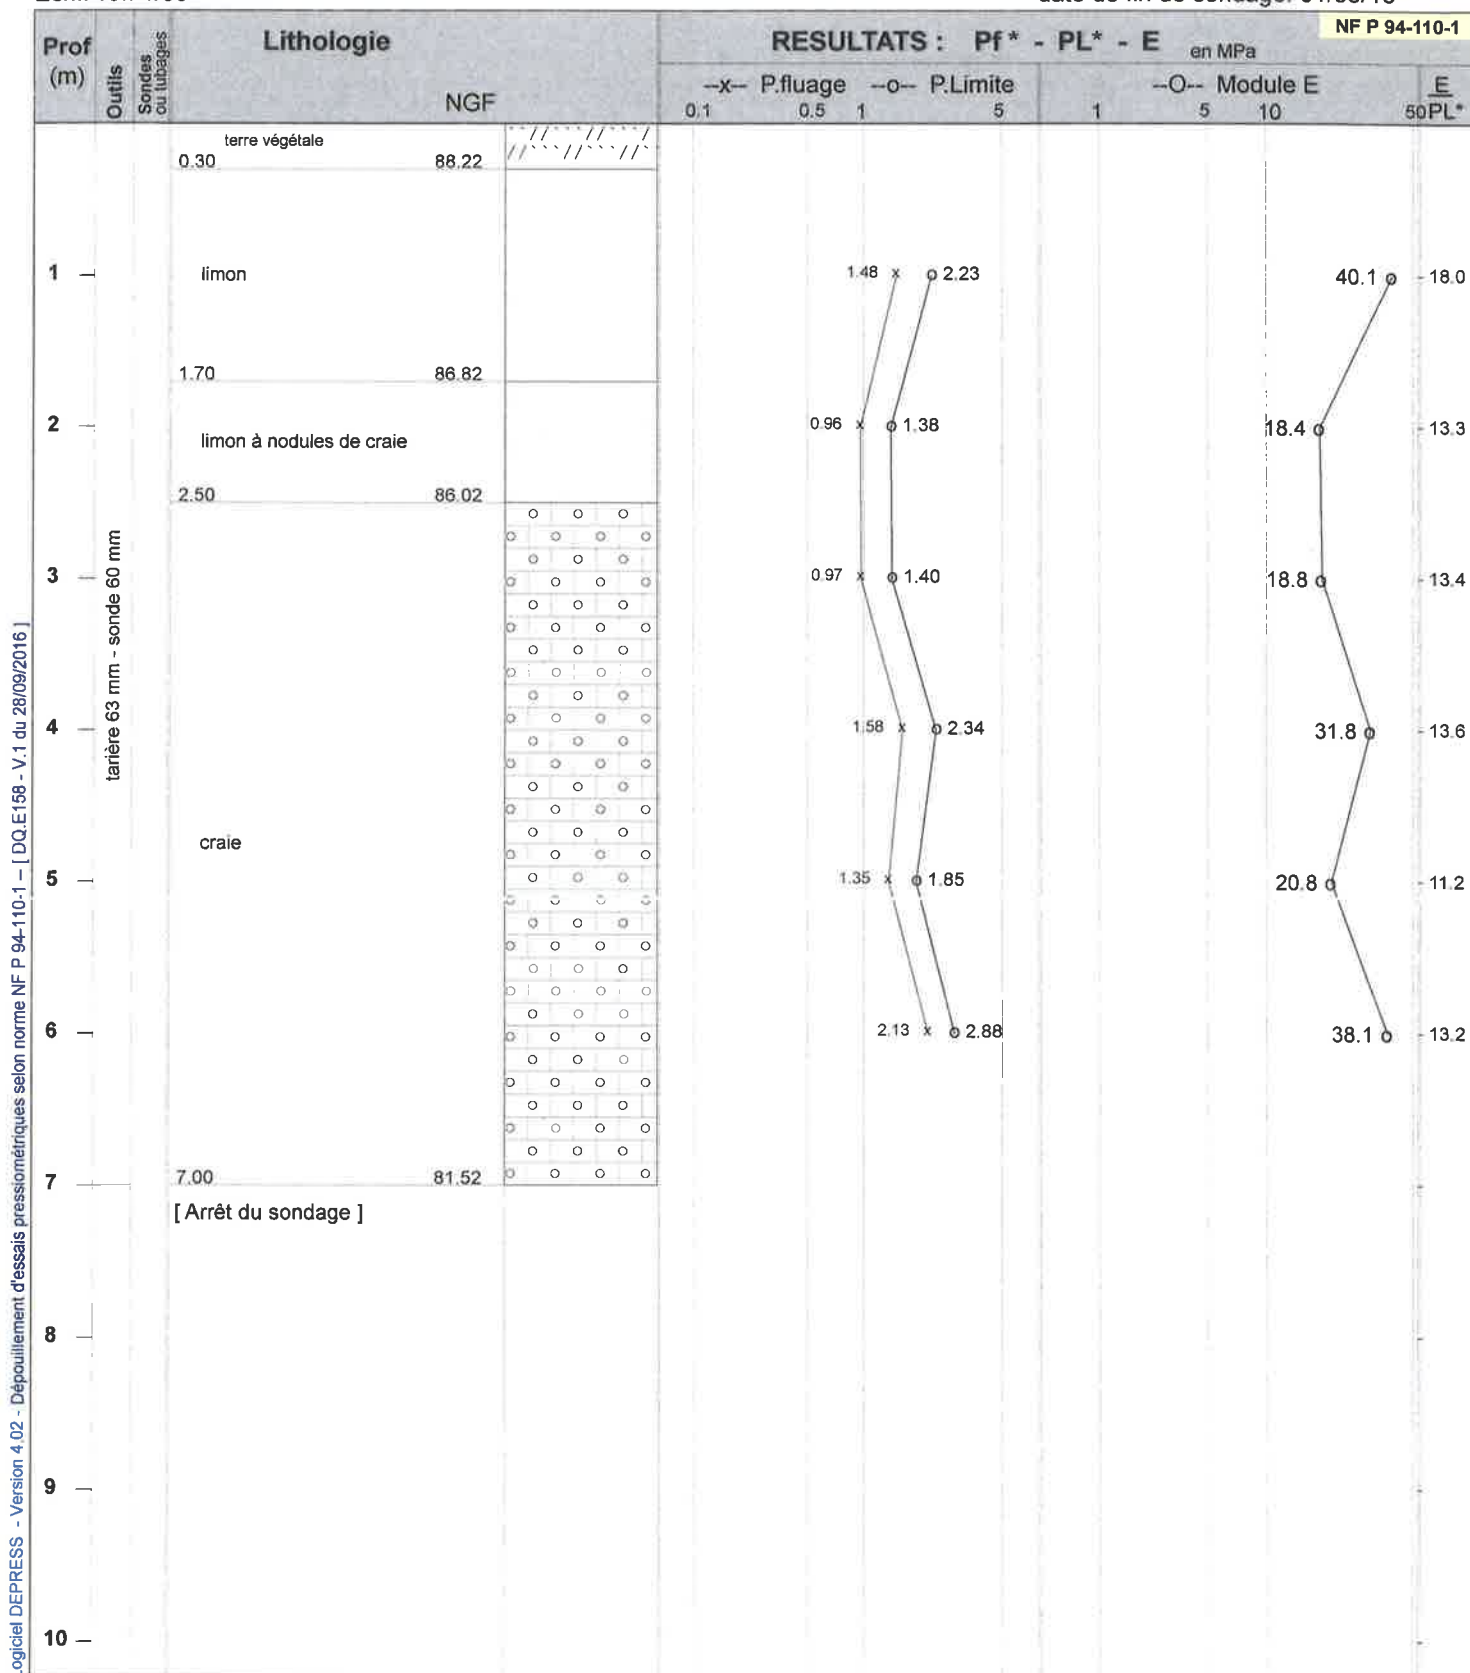 NF P 94-110-1
Prof
(m)
Outils
Sondes
ou tubages
Lithologie
NGF
RESULTATS : Pf* - PL* - E en MPa
--x-- P.fluage --o-- P.Limite
0.1 0.5 1 5
--O-- Module E
1 5 10 50
E
PL*
terre végétale
0.30 88.22
1 limon 1.48 x o 2.23 40.1 18.0
1.70 86.82
2 0.96 x o 1.38 18.4 13.3
limon à nodules de craie
2.50 86.02
3 0.97 x o 1.40 18.8 13.4
4 1.58 x o 2.34 31.8 13.6
craie
5 1.35 x o 1.85 20.8 11.2
6 2.13 x o 2.88 38.1 13.2
7 7.00 81.52
[ Arrêt du sondage ]
8
9
10
tarière 63 mm - sonde 60 mm
ogiciel DEPRESS - Version 4,02 - Dépouillement d'essais pressiométriques selon norme NF P 94-110-1 – [ DQ.E158 - V.1 du 28/09/2016 ]